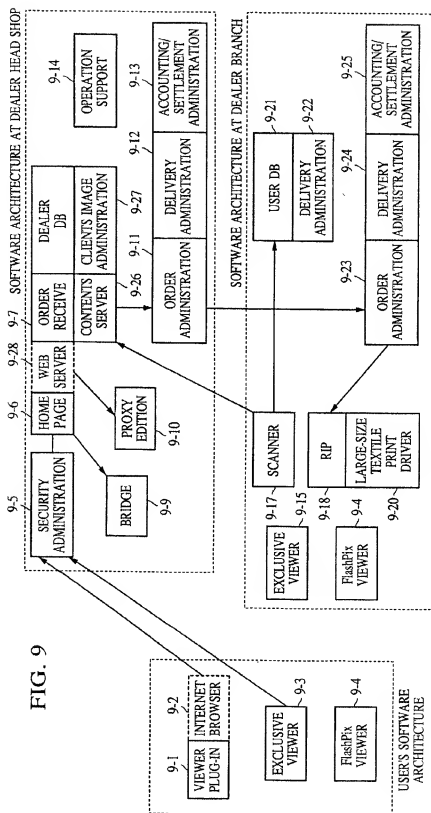 FIG. 9
SOFTWARE ARCHITECTURE AT DEALER HEAD SHOP
9-5
SECURITY
ADMINISTRATION
9-6
HOME
PAGE
9-28
WEB
SERVER
9-7
ORDER
RECEIVE
DEALER
DB
CONTENTS
SERVER
9-26
CLIENTS IMAGE
ADMINISTRATION
9-27
9-14
OPERATION
SUPPORT
BRIDGE
9-9
PROXY
EDITION
9-10
9-11
ORDER
ADMINISTRATION
9-12
DELIVERY
ADMINISTRATION
9-13
ACCOUNTING/
SETTLEMENT
ADMINISTRATION
SOFTWARE ARCHITECTURE AT DEALER BRANCH
SCANNER
9-17
9-21
USER DB
9-22
DELIVERY
ADMINISTRATION
9-15
EXCLUSIVE
VIEWER
9-18
RIP
9-4
FlashPix
VIEWER
LARGE-SIZE
TEXTILE
PRINT
DRIVER
9-20
9-23
ORDER
ADMINISTRATION
9-24
DELIVERY
ADMINISTRATION
9-25
ACCOUNTING/
SETTLEMENT
ADMINISTRATION
9-1
VIEWER
PLUG-IN
9-2
INTERNET
BROWSER
EXCLUSIVE
VIEWER
9-3
FlashPix
VIEWER
9-4
USER'S SOFTWARE
ARCHITECTURE